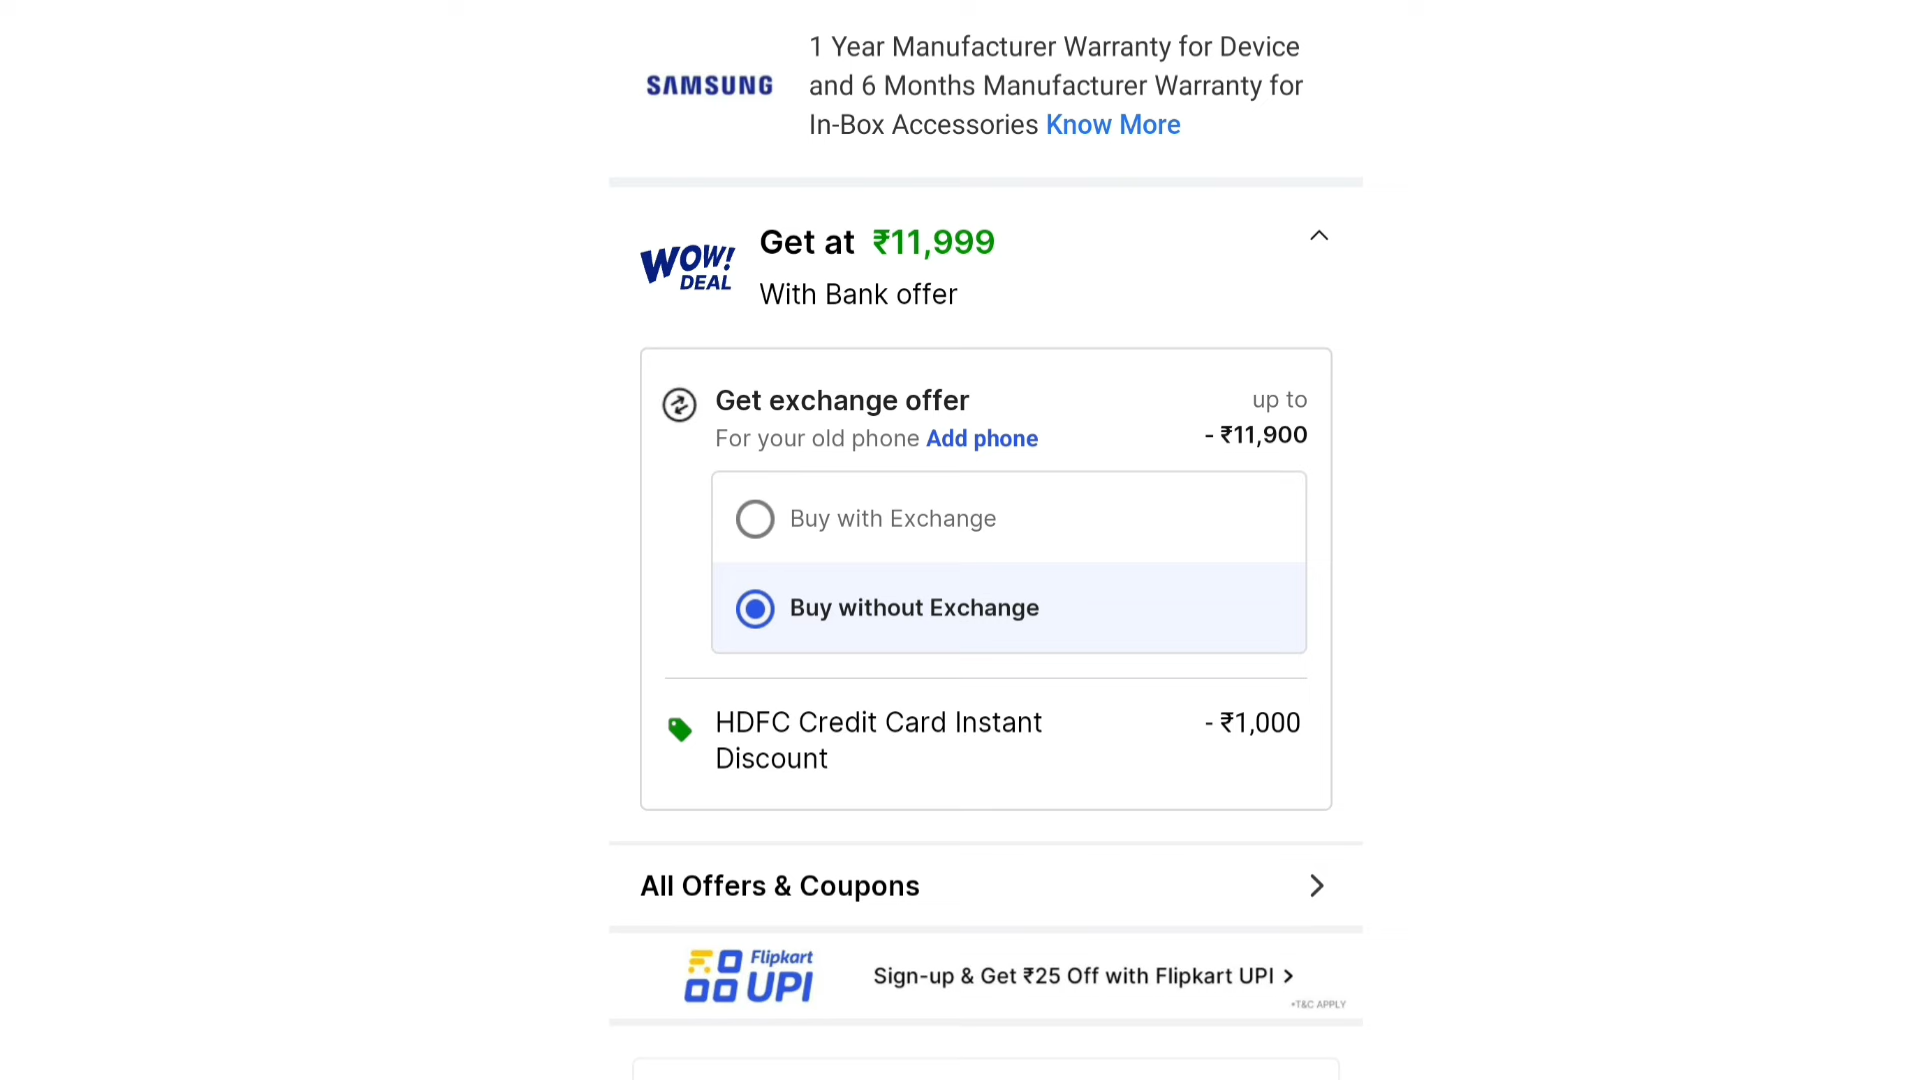 SAMSUNG
1 Year Manufacturer Warranty for Device
and 6 Months Manufacturer Warranty for
In-Box Accessories Know More
WOW!
DEAL
Get at ₹11,999
With Bank offer
Get exchange offer
up to
For your old phone Add phone
- ₹11,900
Buy with Exchange
Buy without Exchange
HDFC Credit Card Instant
Discount
- ₹1,000
All Offers & Coupons
Flipkart
UPI
Sign-up & Get ₹25 Off with Flipkart UPI >
*T&C APPLY